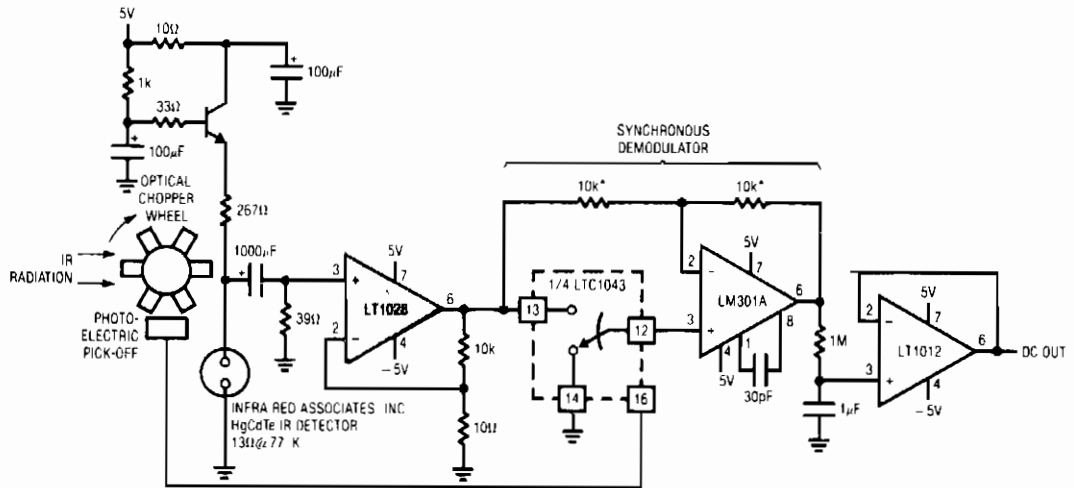 5V
10Ω
1k
33Ω
+
100µF
+
100µF
OPTICAL
CHOPPER
WHEEL
IR
RADIATION
PHOTO-
ELECTRIC
PICK-OFF
267Ω
1000µF
+
39Ω
INFRA RED ASSOCIATES INC
HgCdTe IR DETECTOR
13Ω@77 K
5V
3
+
7
LT1028
6
2
−
4
−5V
10k
10Ω
SYNCHRONOUS
DEMODULATOR
10k*
10k*
1/4 LTC1043
13
12
14
16
5V
2
−
7
LM301A
6
3
+
8
4
1
5V
30pF
1M
1µF
5V
2
−
7
LT1012
6
DC OUT
3
+
4
−5V